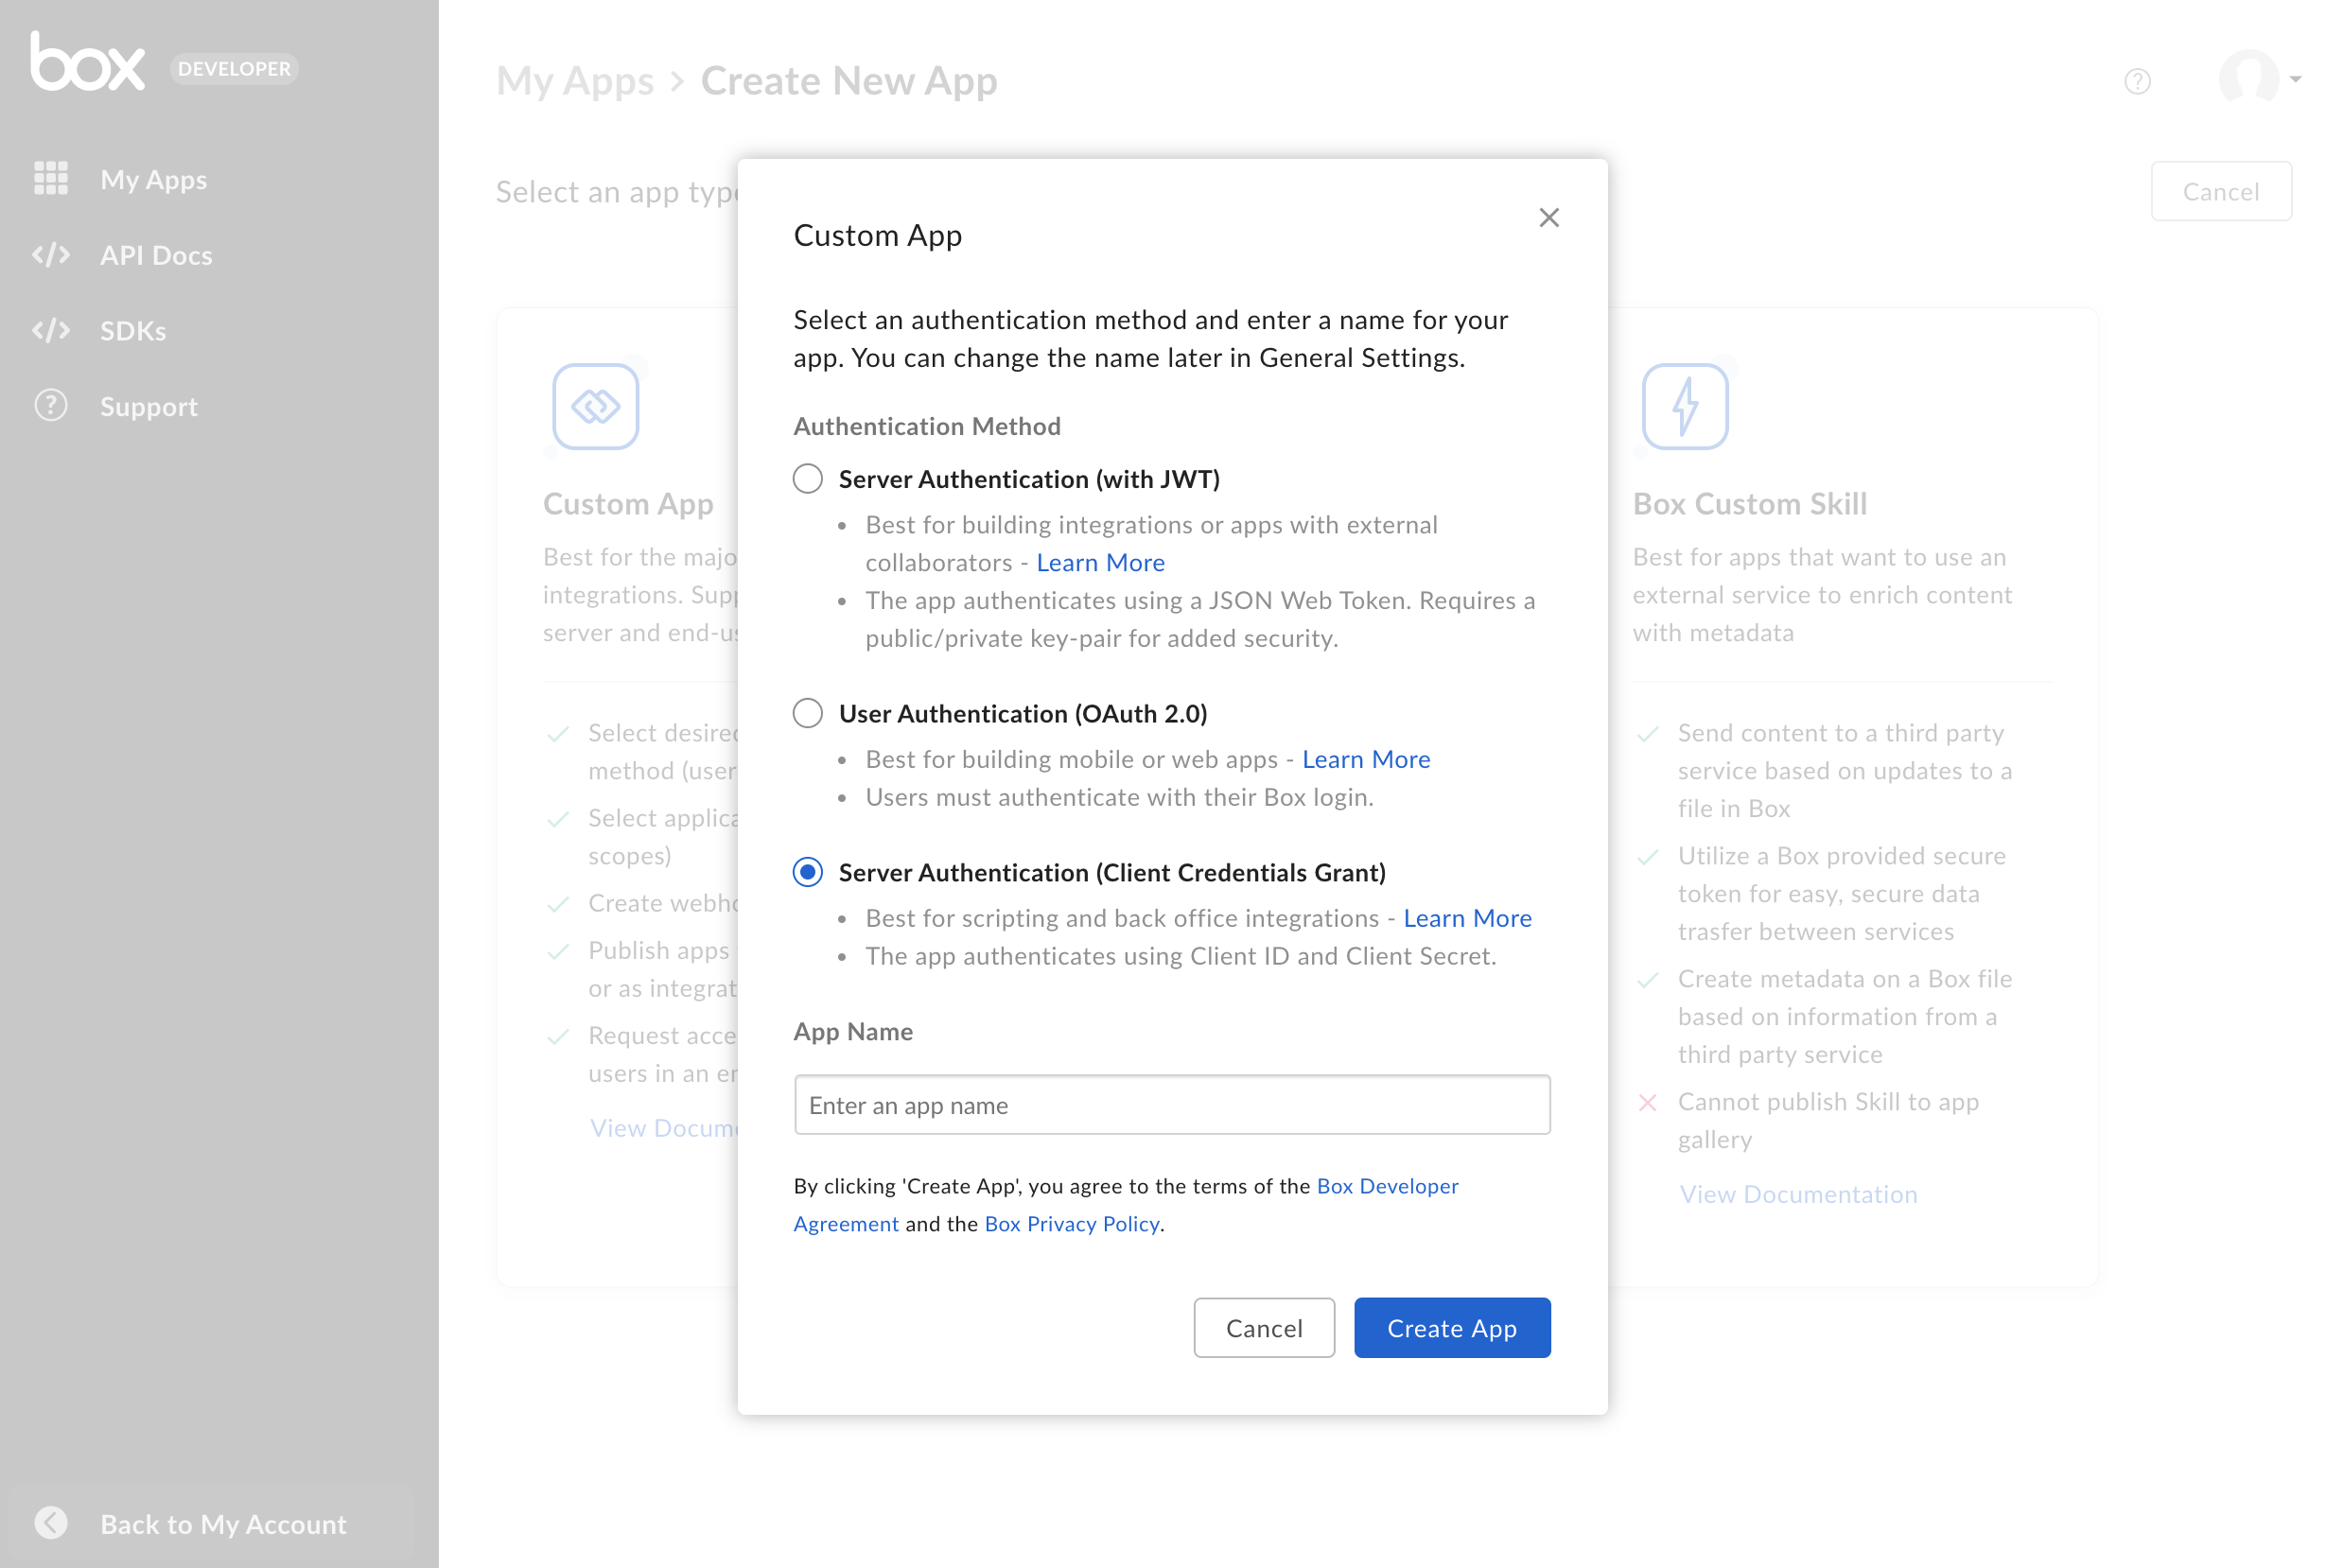 box DEVELOPER
My Apps
API Docs
SDKs
Support
Back to My Account
My Apps > Create New App
Select an app type
Cancel
Custom App
Best for the majo
integrations. Supp
server and end-us
Select desired
method (user
Select applica
scopes)
Create webho
Publish apps
or as integrat
Request acce
users in an en
View Docume
Custom App
Select an authentication method and enter a name for your
app. You can change the name later in General Settings.
Authentication Method
Server Authentication (with JWT)
• Best for building integrations or apps with external
collaborators - Learn More
• The app authenticates using a JSON Web Token. Requires a
public/private key-pair for added security.
User Authentication (OAuth 2.0)
• Best for building mobile or web apps - Learn More
• Users must authenticate with their Box login.
Server Authentication (Client Credentials Grant)
• Best for scripting and back office integrations - Learn More
• The app authenticates using Client ID and Client Secret.
App Name
Enter an app name
By clicking 'Create App', you agree to the terms of the Box Developer
Agreement and the Box Privacy Policy.
Cancel
Create App
Box Custom Skill
Best for apps that want to use an
external service to enrich content
with metadata
Send content to a third party
service based on updates to a
file in Box
Utilize a Box provided secure
token for easy, secure data
trasfer between services
Create metadata on a Box file
based on information from a
third party service
Cannot publish Skill to app
gallery
View Documentation